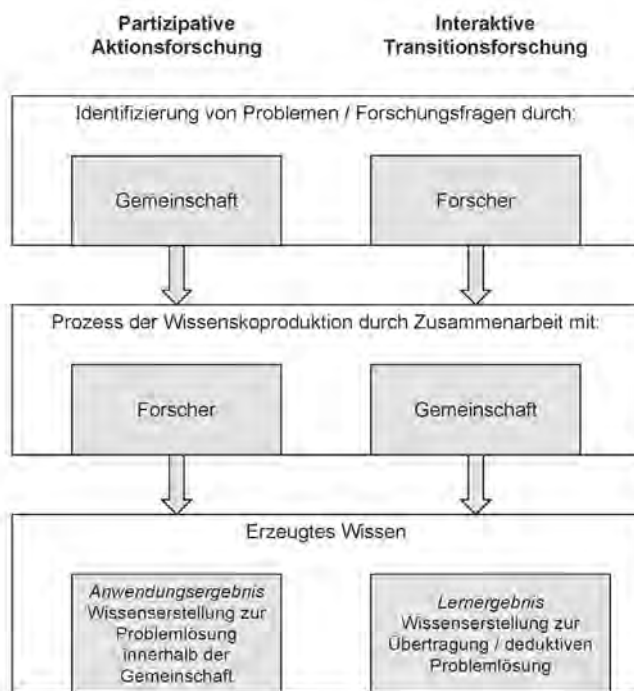 Partizipative
Aktionsforschung
Interaktive
Transitionsforschung
Identifizierung von Problemen / Forschungsfragen durch:
Gemeinschaft
Forscher
Prozess der Wissenskoproduktion durch Zusammenarbeit mit:
Forscher
Gemeinschaft
Erzeugtes Wissen
Anwendungsergebnis
Wissenserstellung zur
Problemlösung
innerhalb der
Gemeinschaft
Lernergebnis
Wissenserstellung zur
Übertragung / deduktiven
Problemlösung